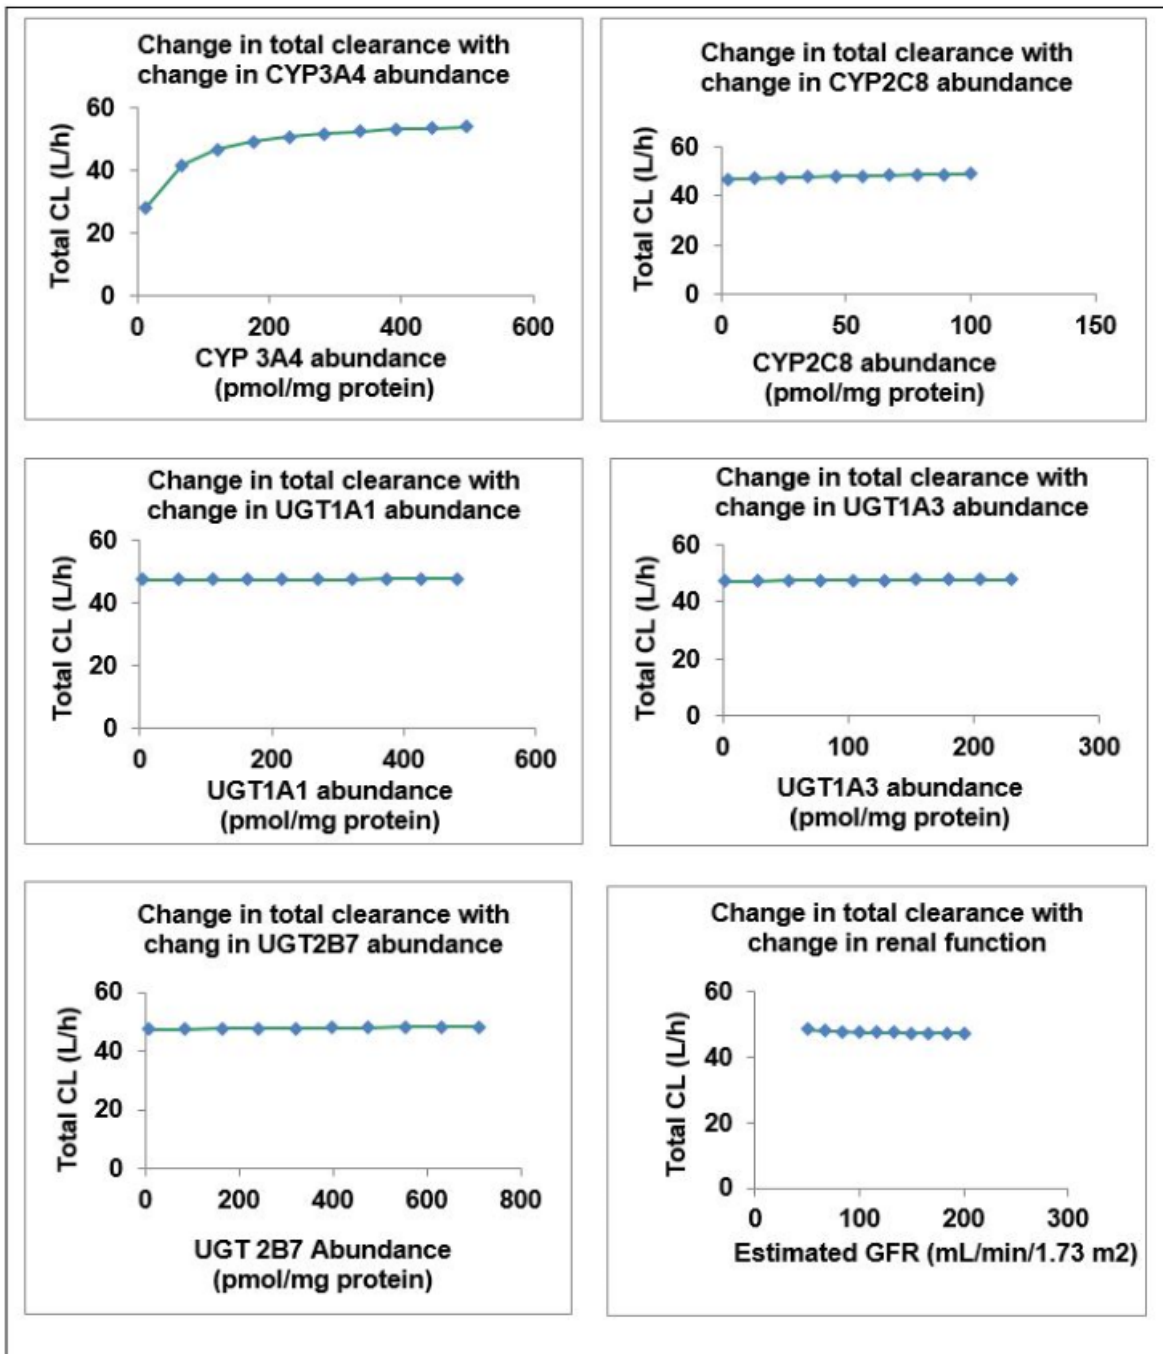 Change in total clearance with
change in CYP3A4 abundance
60
40
20
0
Total CL (L/h)
0 200 400 600
CYP 3A4 abundance
(pmol/mg protein)
Change in total clearance with
change in CYP2C8 abundance
60
40
20
0
Total CL (L/h)
0 50 100 150
CYP2C8 abundance
(pmol/mg protein)
Change in total clearance with
change in UGT1A1 abundance
60
40
20
0
Total CL (L/h)
0 200 400 600
UGT1A1 abundance
(pmol/mg protein)
Change in total clearance with
change in UGT1A3 abundance
60
40
20
0
Total CL (L/h)
0 100 200 300
UGT1A3 abundance
(pmol/mg protein)
Change in total clearance with
chang in UGT2B7 abundance
60
40
20
0
Total CL (L/h)
0 200 400 600 800
UGT 2B7 Abundance
(pmol/mg protein)
Change in total clearance with
change in renal function
60
40
20
0
Total CL (L/h)
0 100 200 300
Estimated GFR (mL/min/1.73 m2)